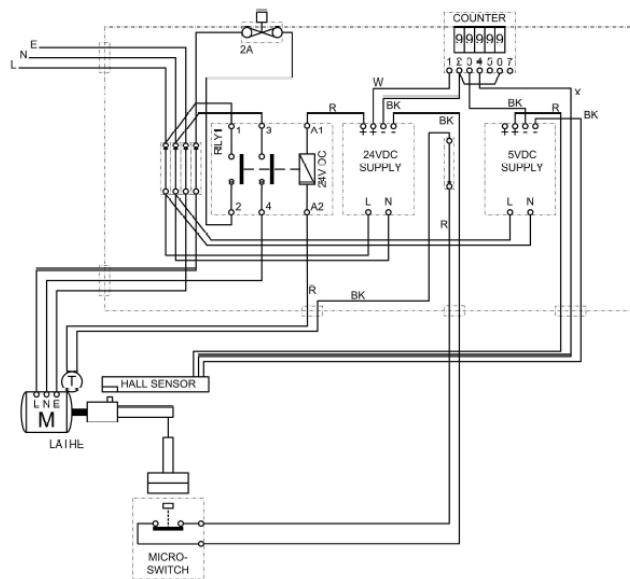 COUNTER
99999
1 2 3 4 5 6 7
E
N
L
2A
W
BK
R
BK
BK
R
X
BK
RLY1
1
3
A1
24V DC
2
4
A2
24VDC
SUPPLY
L N
5VDC
SUPPLY
L N
+ + - -
+ + - -
R
R
BK
T
HALL SENSOR
L N E
M
LATHE
MICRO-
SWITCH